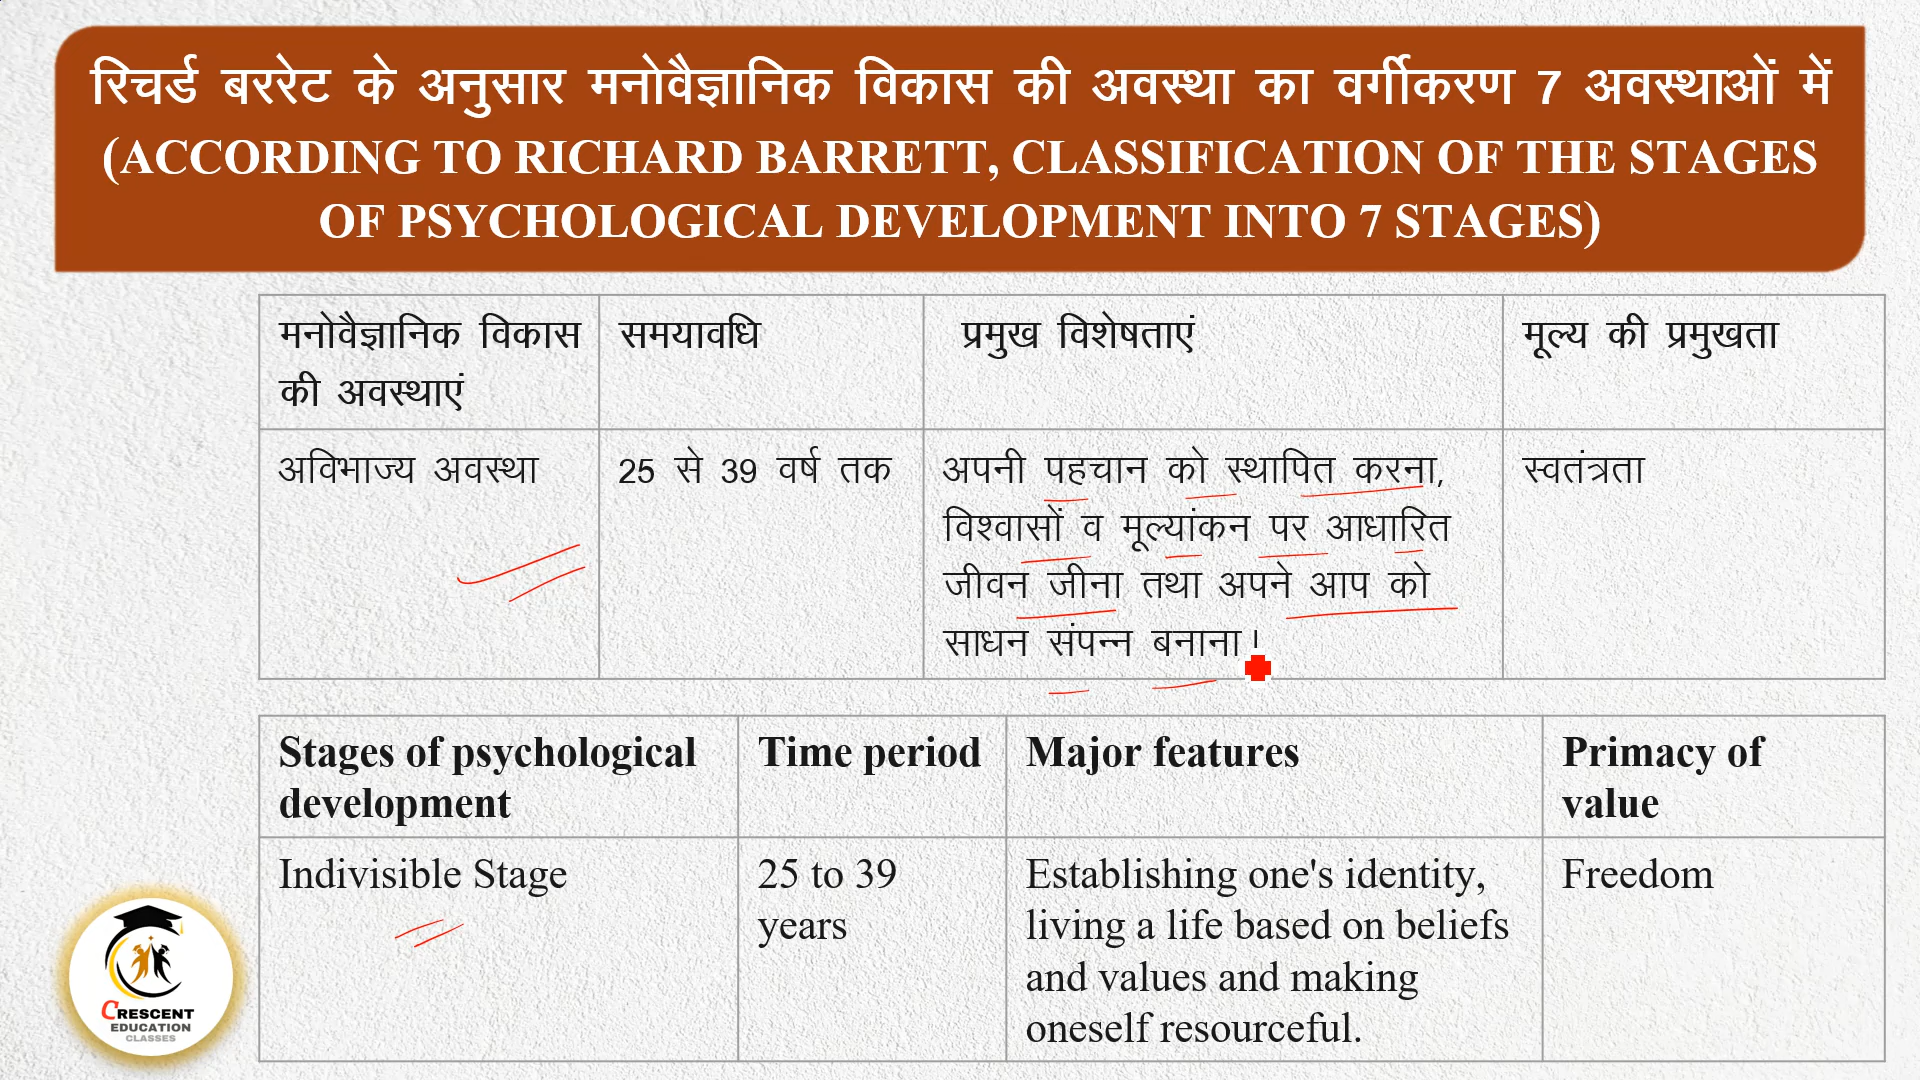 रिचर्ड बररेट के अनुसार मनोवैज्ञानिक विकास की अवस्था का वर्गीकरण 7 अवस्थाओं में
(ACCORDING TO RICHARD BARRETT, CLASSIFICATION OF THE STAGES
OF PSYCHOLOGICAL DEVELOPMENT INTO 7 STAGES)
मनोवैज्ञानिक विकास
की अवस्थाएं
समयावधि
प्रमुख विशेषताएं
मूल्य की प्रमुखता
अविभाज्य अवस्था
25 से 39 वर्ष तक
अपनी पहचान को स्थापित करना,
विश्वासों व मूल्यांकन पर आधारित
जीवन जीना तथा अपने आप को
साधन संपन्न बनाना।
स्वतंत्रता
Stages of psychological
development
Time period
Major features
Primacy of
value
Indivisible Stage
25 to 39
years
Establishing one's identity,
living a life based on beliefs
and values and making
oneself resourceful.
Freedom
CRESCENT
EDUCATION
CLASSES